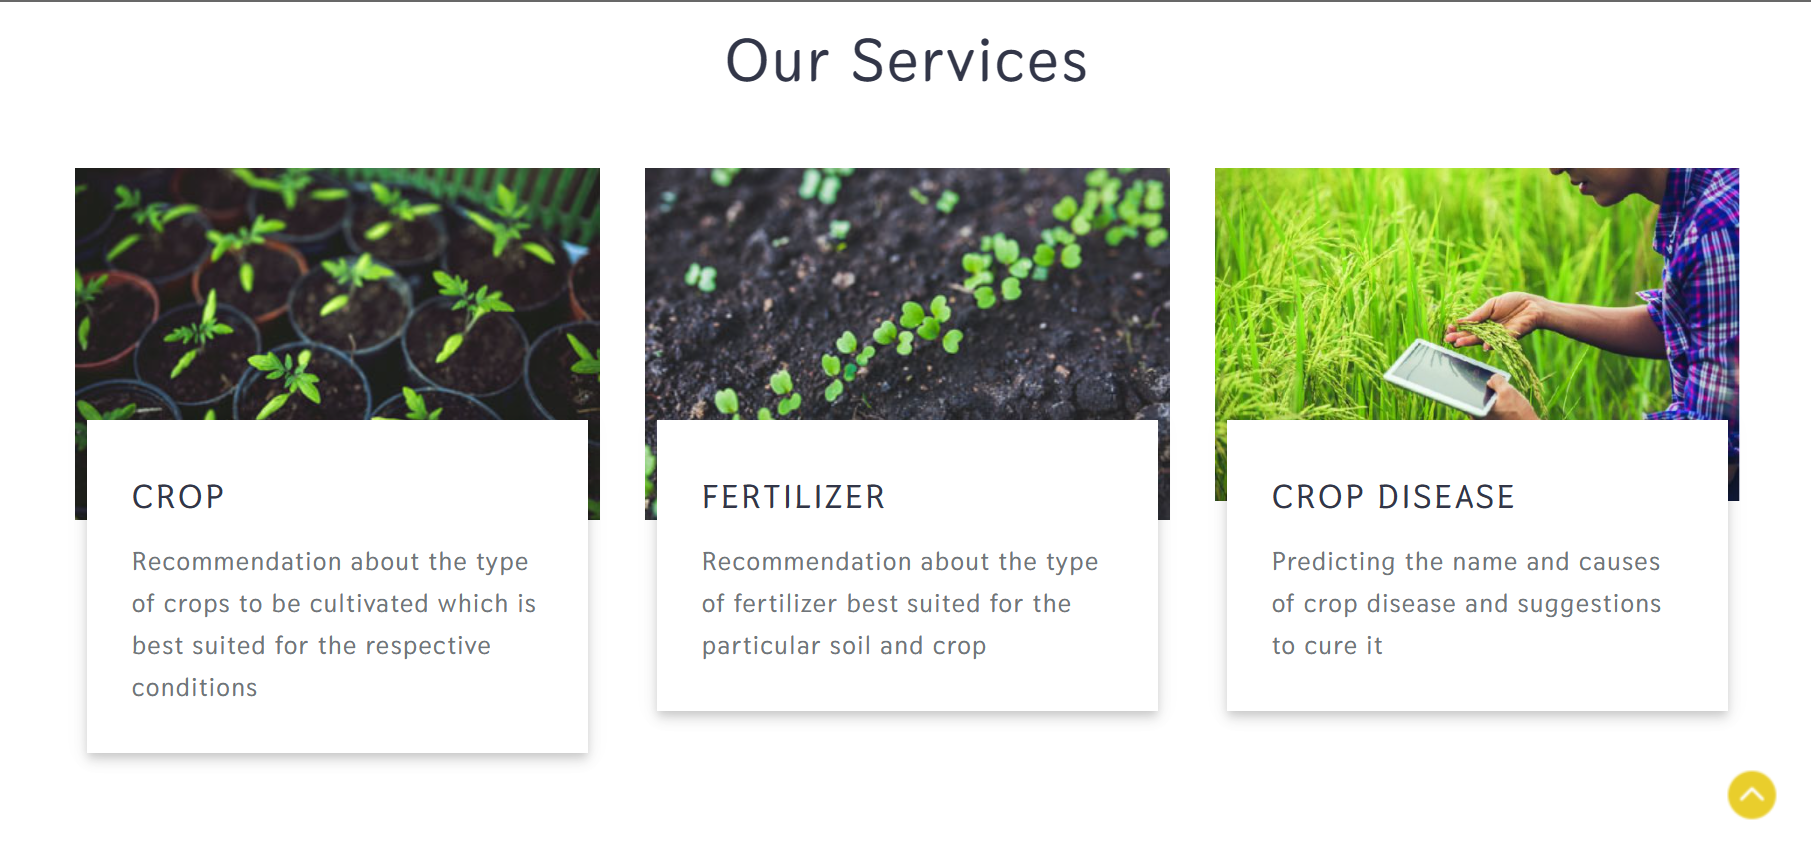 Our Services
CROP
Recommendation about the type
of crops to be cultivated which is
best suited for the respective
conditions
FERTILIZER
Recommendation about the type
of fertilizer best suited for the
particular soil and crop
CROP DISEASE
Predicting the name and causes
of crop disease and suggestions
to cure it